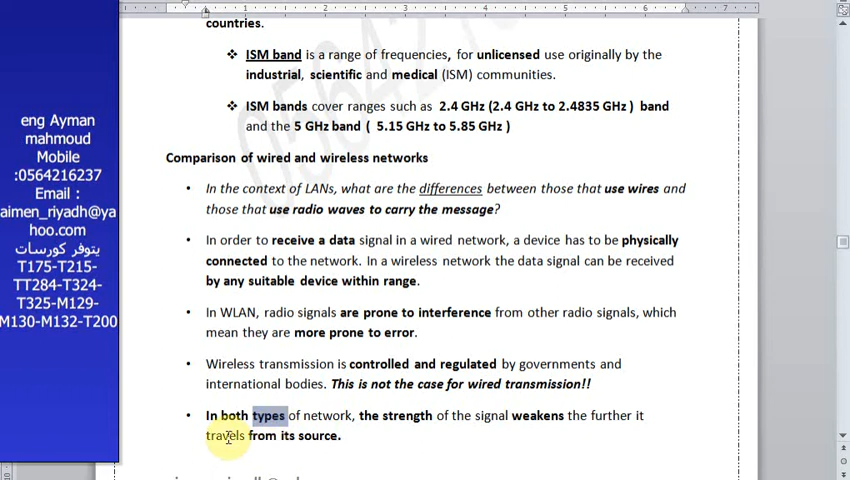 eng Ayman
mahmoud
Mobile
:0564216237
Email :
aimen_riyadh@ya
hoo.com
يتوفر كورسات
T175-T215-
TT284-T324-
T325-M129-
M130-M132-T200
1 2 3 4 5 6 7
countries.
❖ ISM band is a range of frequencies, for unlicensed use originally by the
industrial, scientific and medical (ISM) communities.
❖ ISM bands cover ranges such as 2.4 GHz (2.4 GHz to 2.4835 GHz ) band
and the 5 GHz band ( 5.15 GHz to 5.85 GHz )
Comparison of wired and wireless networks
• In the context of LANs, what are the differences between those that use wires and
those that use radio waves to carry the message?
• In order to receive a data signal in a wired network, a device has to be physically
connected to the network. In a wireless network the data signal can be received
by any suitable device within range.
• In WLAN, radio signals are prone to interference from other radio signals, which
mean they are more prone to error.
• Wireless transmission is controlled and regulated by governments and
international bodies. This is not the case for wired transmission!!
• In both types of network, the strength of the signal weakens the further it
travels from its source.